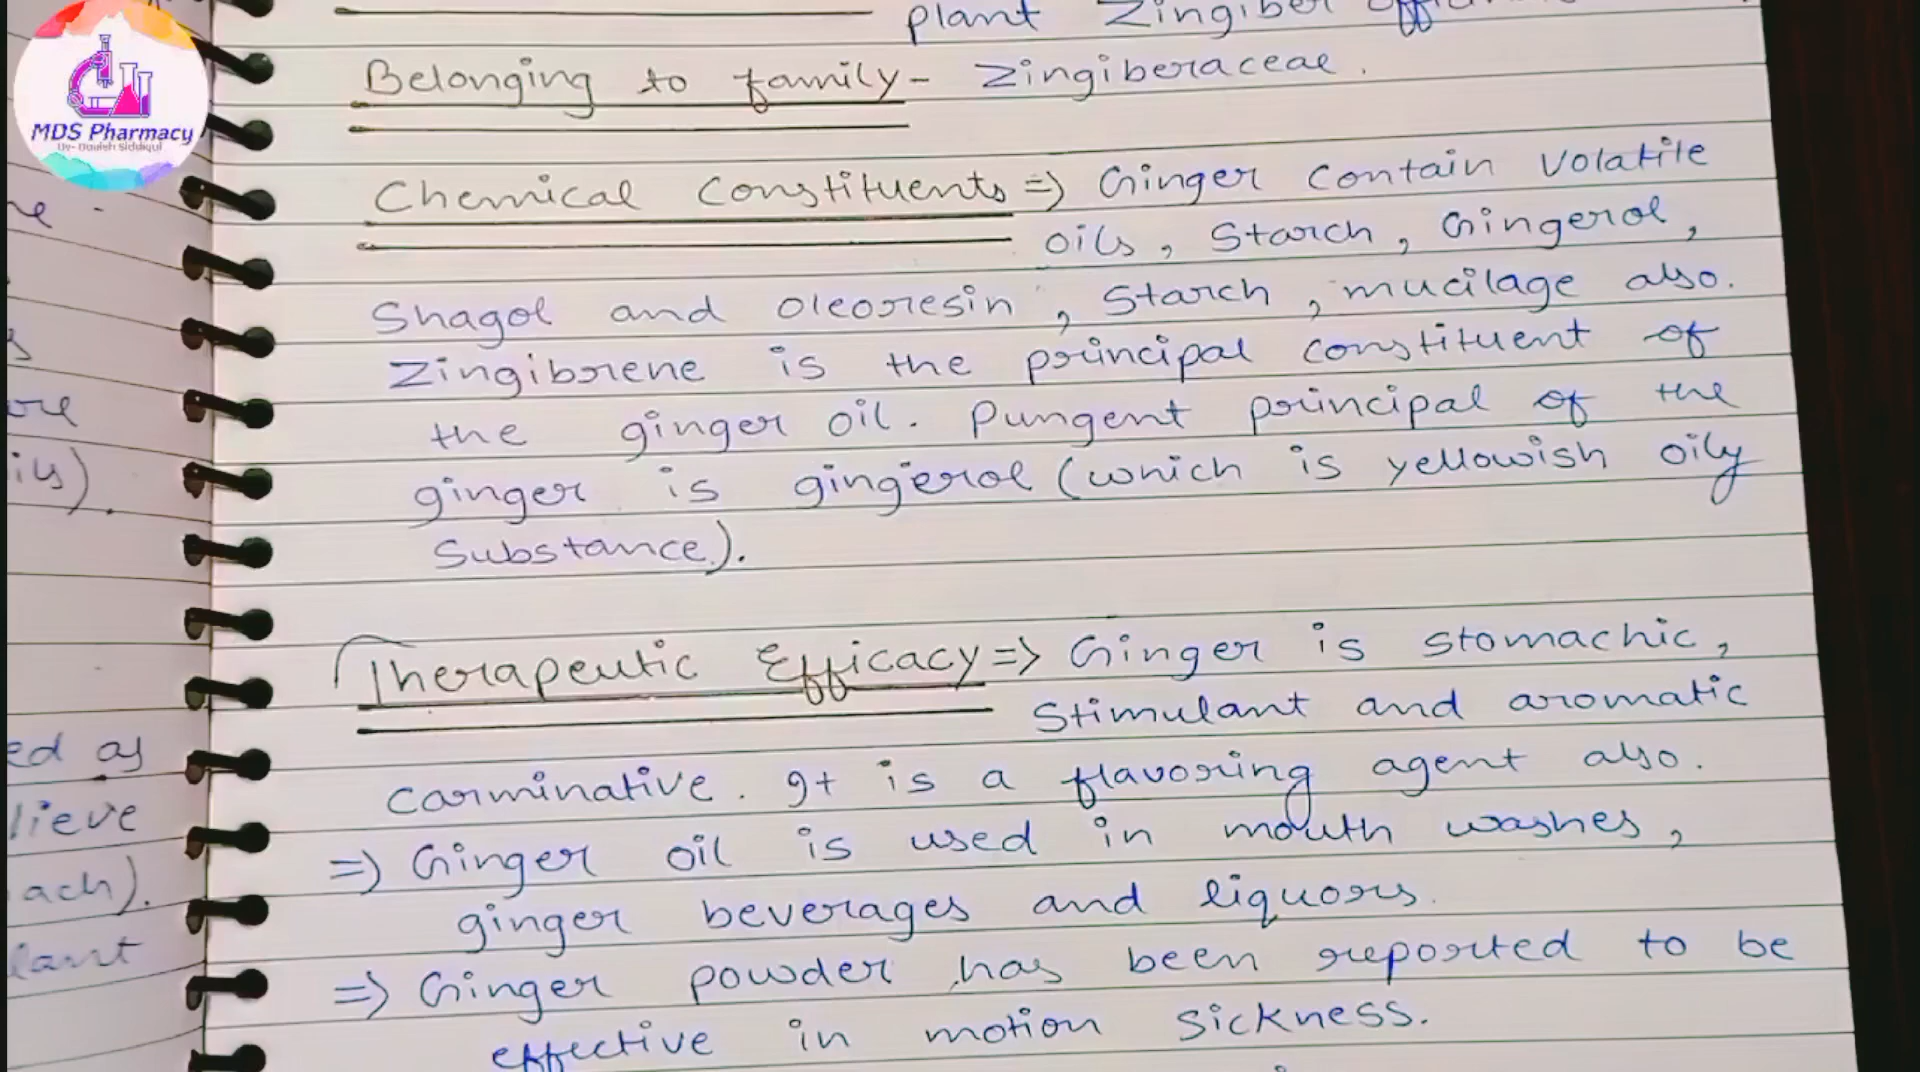 MDS Pharmacy
By- Danish Siddiqui
plant Zingiber
Belonging to family - Zingiberaceae.
Chemical Constituents => Ginger contain volatile
oils, Starch, Gingerol,
Shagol and oleoresin, Starch, mucilage also.
Zingibrene is the principal constituent of
the ginger oil. Pungent principal of the
ginger is gingerol (which is yellowish oily
Substance).
Therapeutic Efficacy => Ginger is stomachic,
Stimulant and aromatic
carminative. It is a flavoring agent also.
=> Ginger oil is used in mouth washes,
ginger beverages and liquors.
=> Ginger powder has been reported to be
effective in motion sickness.
ed as
lieve
ach).